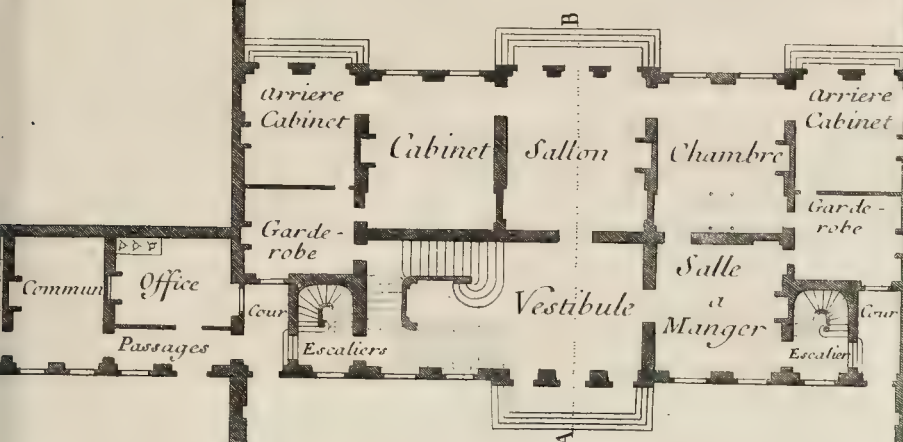 B
Arriere
Cabinet
Cabinet
Sallon
Chambre
Arriere
Cabinet
Garde-
robe
Garde-
robe
Commun
Office
Cour
Vestibule
Salle
a
Manger
Cour
Passages
Escaliers
Escalier
A